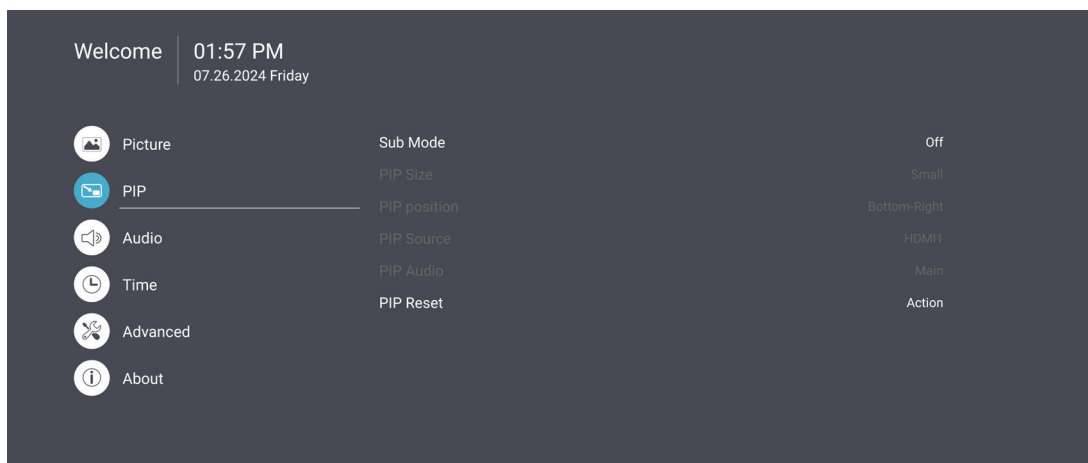 Welcome
01:57 PM
07.26.2024 Friday
Picture
PIP
Audio
Time
Advanced
About
Sub Mode Off
PIP Size Small
PIP position Bottom-Right
PIP Source HDMI1
PIP Audio Main
PIP Reset Action